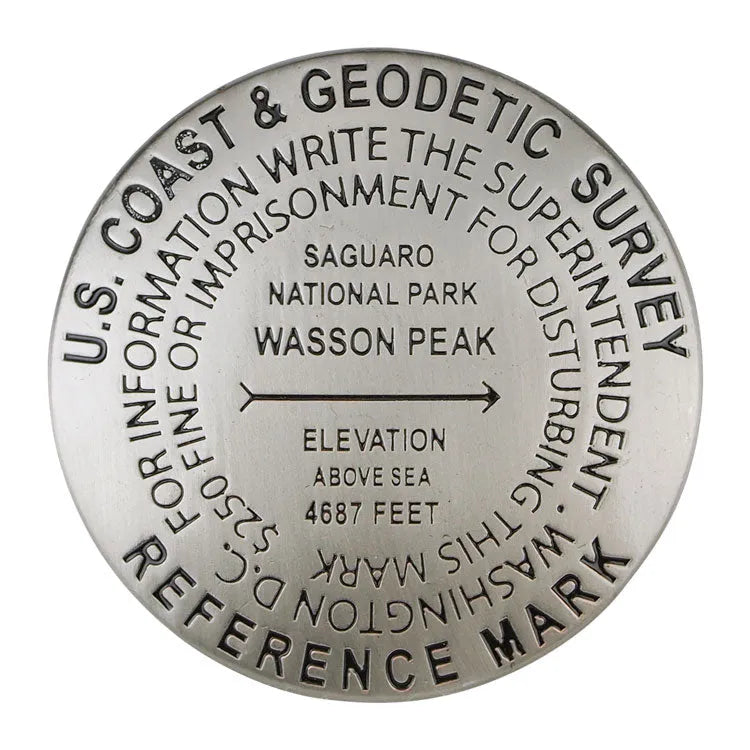 U.S. COAST & GEODETIC SURVEY
FOR INFORMATION WRITE THE SUPERINTENDENT · WASHINGTON D.C.
$250 FINE OR IMPRISONMENT FOR DISTURBING THIS MARK
SAGUARO
NATIONAL PARK
WASSON PEAK
ELEVATION
ABOVE SEA
4687 FEET
REFERENCE MARK